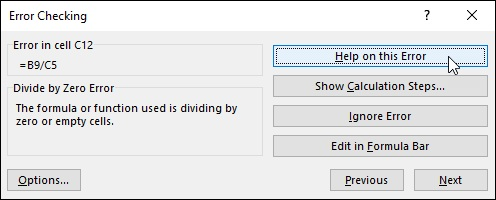 Error Checking
?
Error in cell C12
=B9/C5
Divide by Zero Error
The formula or function used is dividing by
zero or empty cells.
Help on this Error
Show Calculation Steps...
Ignore Error
Edit in Formula Bar
Options...
Previous
Next